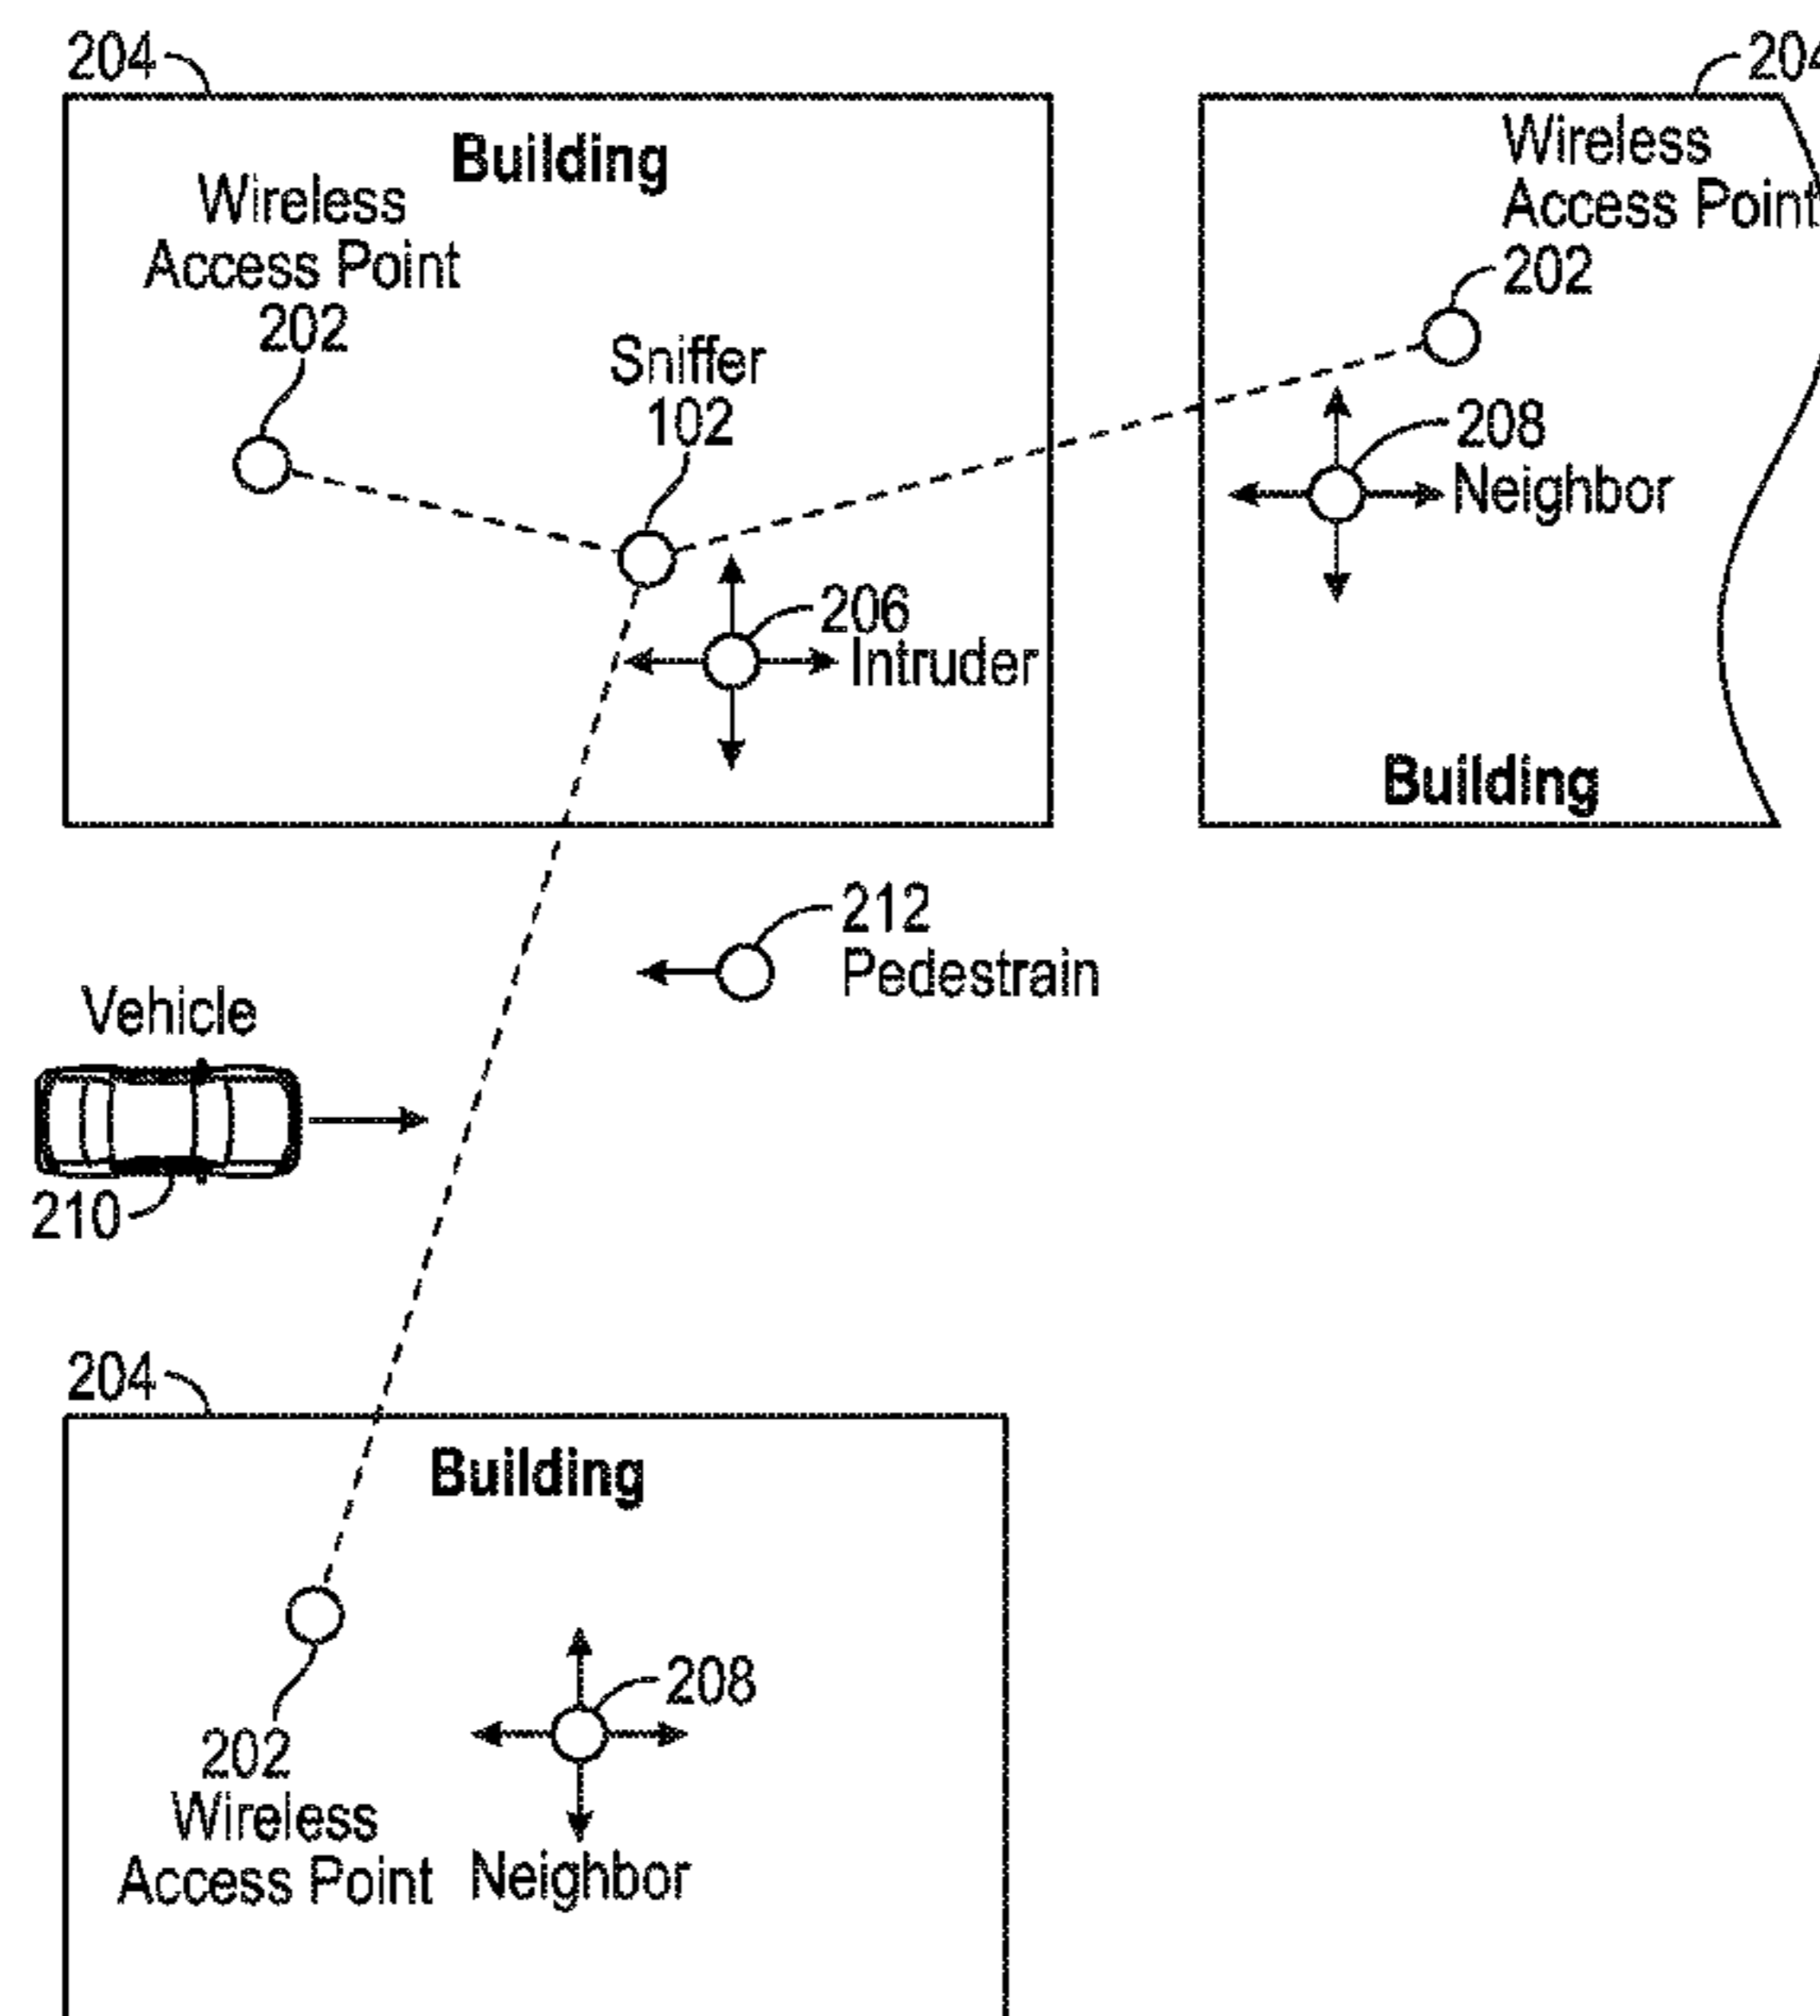 204
Building
Wireless
Access Point
202
Sniffer
102
206
Intruder
204
Wireless
Access Point
202
208
Neighbor
Building
212
Pedestrain
Vehicle
210
204
Building
202
Wireless
Access Point
208
Neighbor